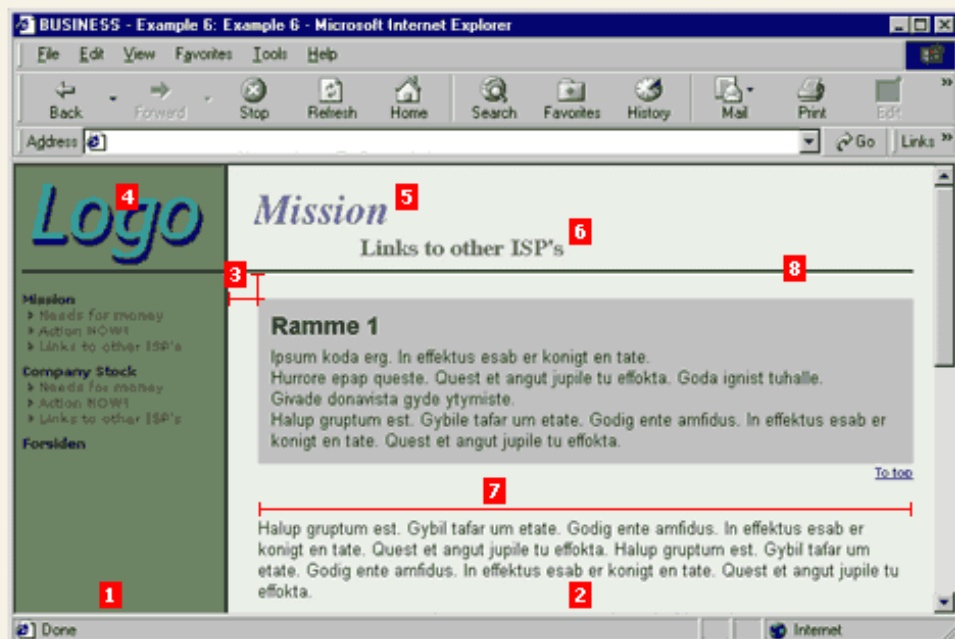 BUSINESS - Example 6: Example 6 - Microsoft Internet Explorer
File Edit View Favorites Tools Help
Back Forward Stop Refresh Home Search Favorites History Mail Print Edit »
Address Go Links »
Logo
4
Mission 5
Links to other ISP's 6
3
8
Mission
Needs for money
Action NOW!
Links to other ISP's
Company Stock
Needs for money
Action NOW!
Links to other ISP's
Forsiden
Ramme 1
Ipsum koda erg. In effektus esab er konigt en tate.
Hurrore epap queste. Quest et angut jupile tu effokta. Goda ignist tuhalle.
Givade donavista gyde ytymiste.
Halup gruptum est. Gybile tafar um etate. Godig ente amfidus. In effektus esab er
konigt en tate. Quest et angut jupile tu effokta.
To top
7
Halup gruptum est. Gybil tafar um etate. Godig ente amfidus. In effektus esab er
konigt en tate. Quest et angut jupile tu effokta. Halup gruptum est. Gybil tafar um
etate. Godig ente amfidus. In effektus esab er konigt en tate. Quest et angut jupile tu
effokta.
1
2
Done Internet